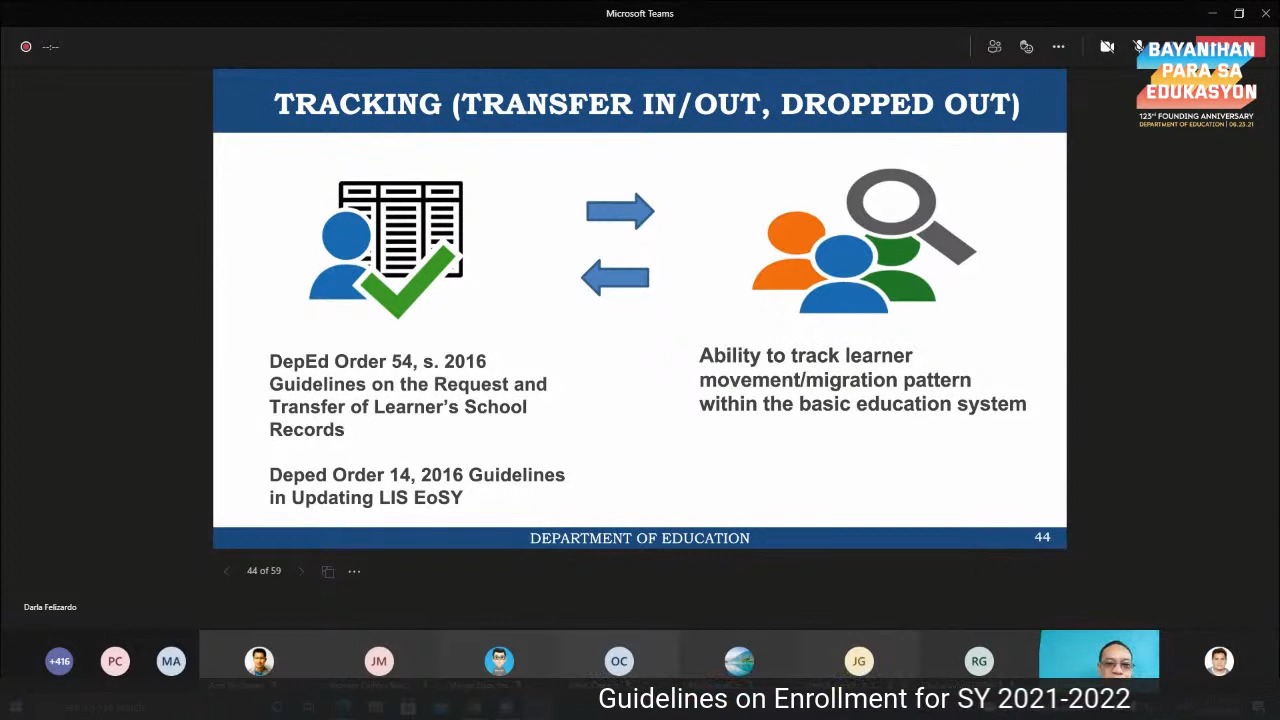 Microsoft Teams
--:--
BAYANIHAN
PARA SA
EDUKASYON
123rd FOUNDING ANNIVERSARY
DEPARTMENT OF EDUCATION | 06.23.21
TRACKING (TRANSFER IN/OUT, DROPPED OUT)
DepEd Order 54, s. 2016
Guidelines on the Request and
Transfer of Learner's School
Records
Deped Order 14, 2016 Guidelines
in Updating LIS EoSY
Ability to track learner
movement/migration pattern
within the basic education system
DEPARTMENT OF EDUCATION
44
44 of 59
Darla Felizardo
+416
PC
MA
JM
OC
JG
RG
Guidelines on Enrollment for SY 2021-2022